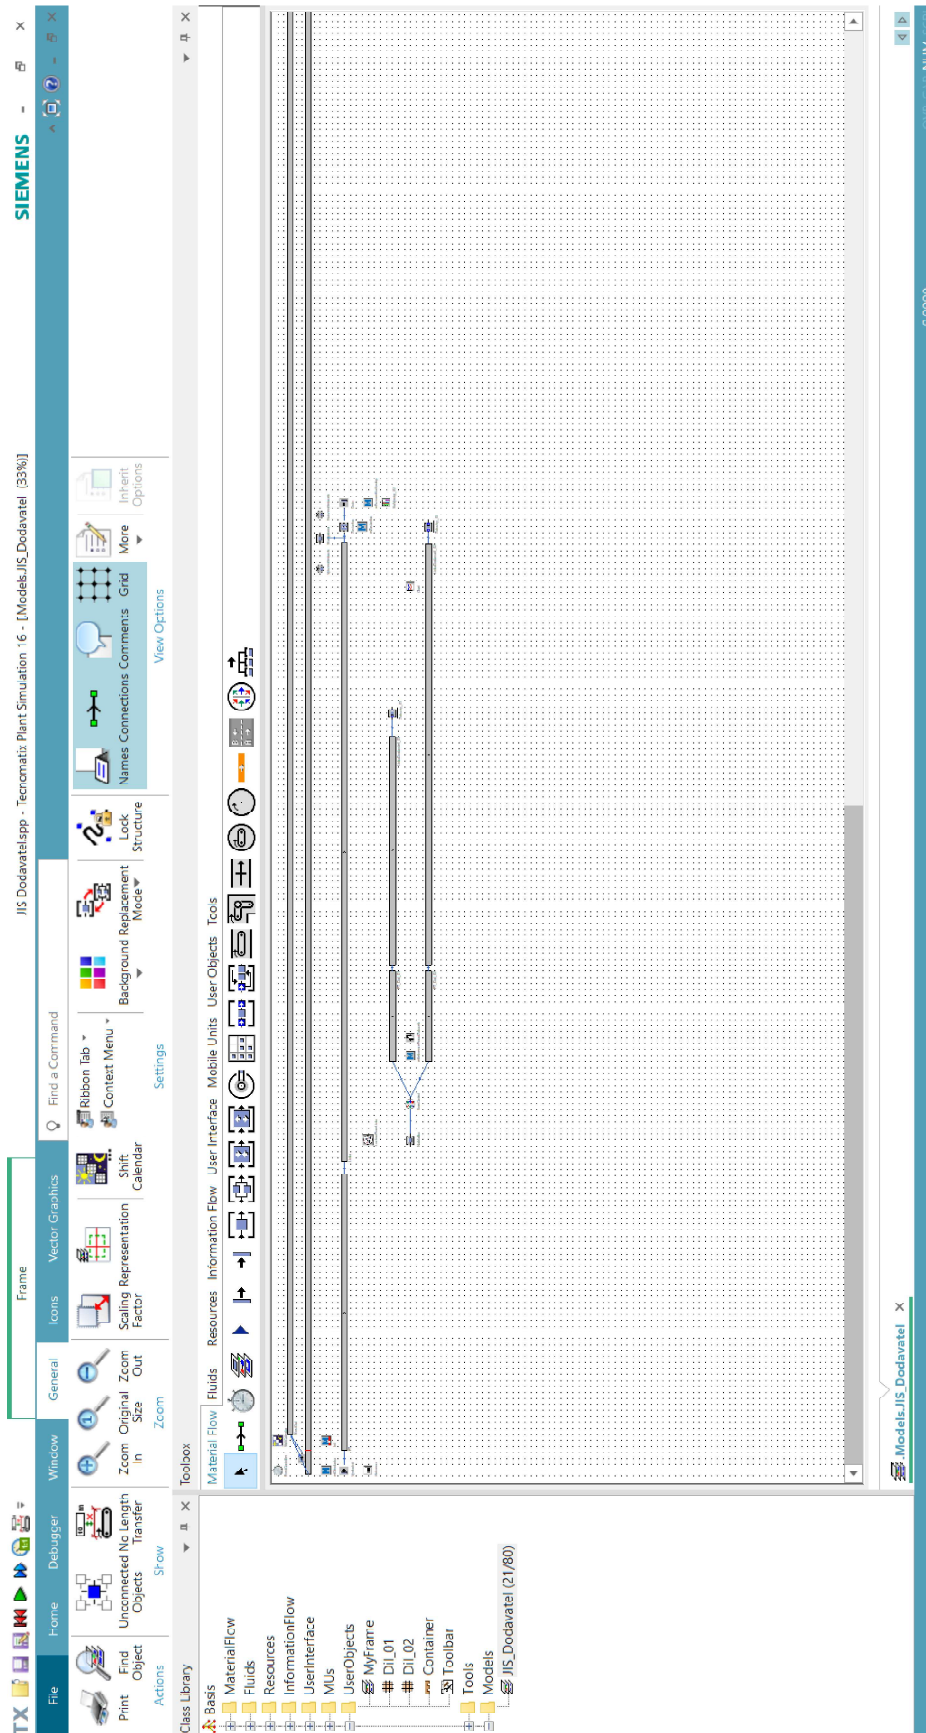 JIS Dodavatel.spp - Tecnomatix Plant Simulation 16 - [Models.JIS_Dodavatel (33%)]
SIEMENS
Frame
File Home Debugger Window General Icons Vector Graphics Find a Command
Print
Find Object
Unconnected Objects
No Length Transfer
Zoom In
Original Size
Zoom Out
Scaling Factor
Representation
Shift Calendar
Ribbon Tab
Context Menu
Background
Replacement Mode
Lock Structure
Names Connections Comments Grid
More
Inherit Options
Actions Show Zoom Settings View Options
Class Library
Toolbox
Basis
MaterialFlow
Fluids
Resources
InformationFlow
UserInterface
MUs
UserObjects
MyFrame
Dil_01
Dil_02
Container
Toolbar
Tools
Models
JIS_Dodavatel (21/80)
Material Flow Fluids Resources Information Flow User Interface Mobile Units User Objects Tools
.Models.JIS_Dodavatel